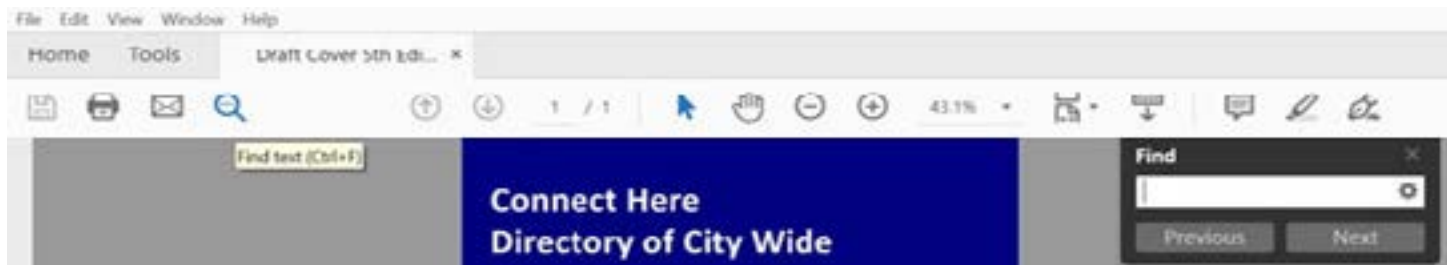 File Edit View Window Help
Home Tools Draft Cover 5th Edi... ×
1 / 1 43.1%
Find text (Ctrl+F)
Find
Connect Here
Directory of City Wide
Previous Next